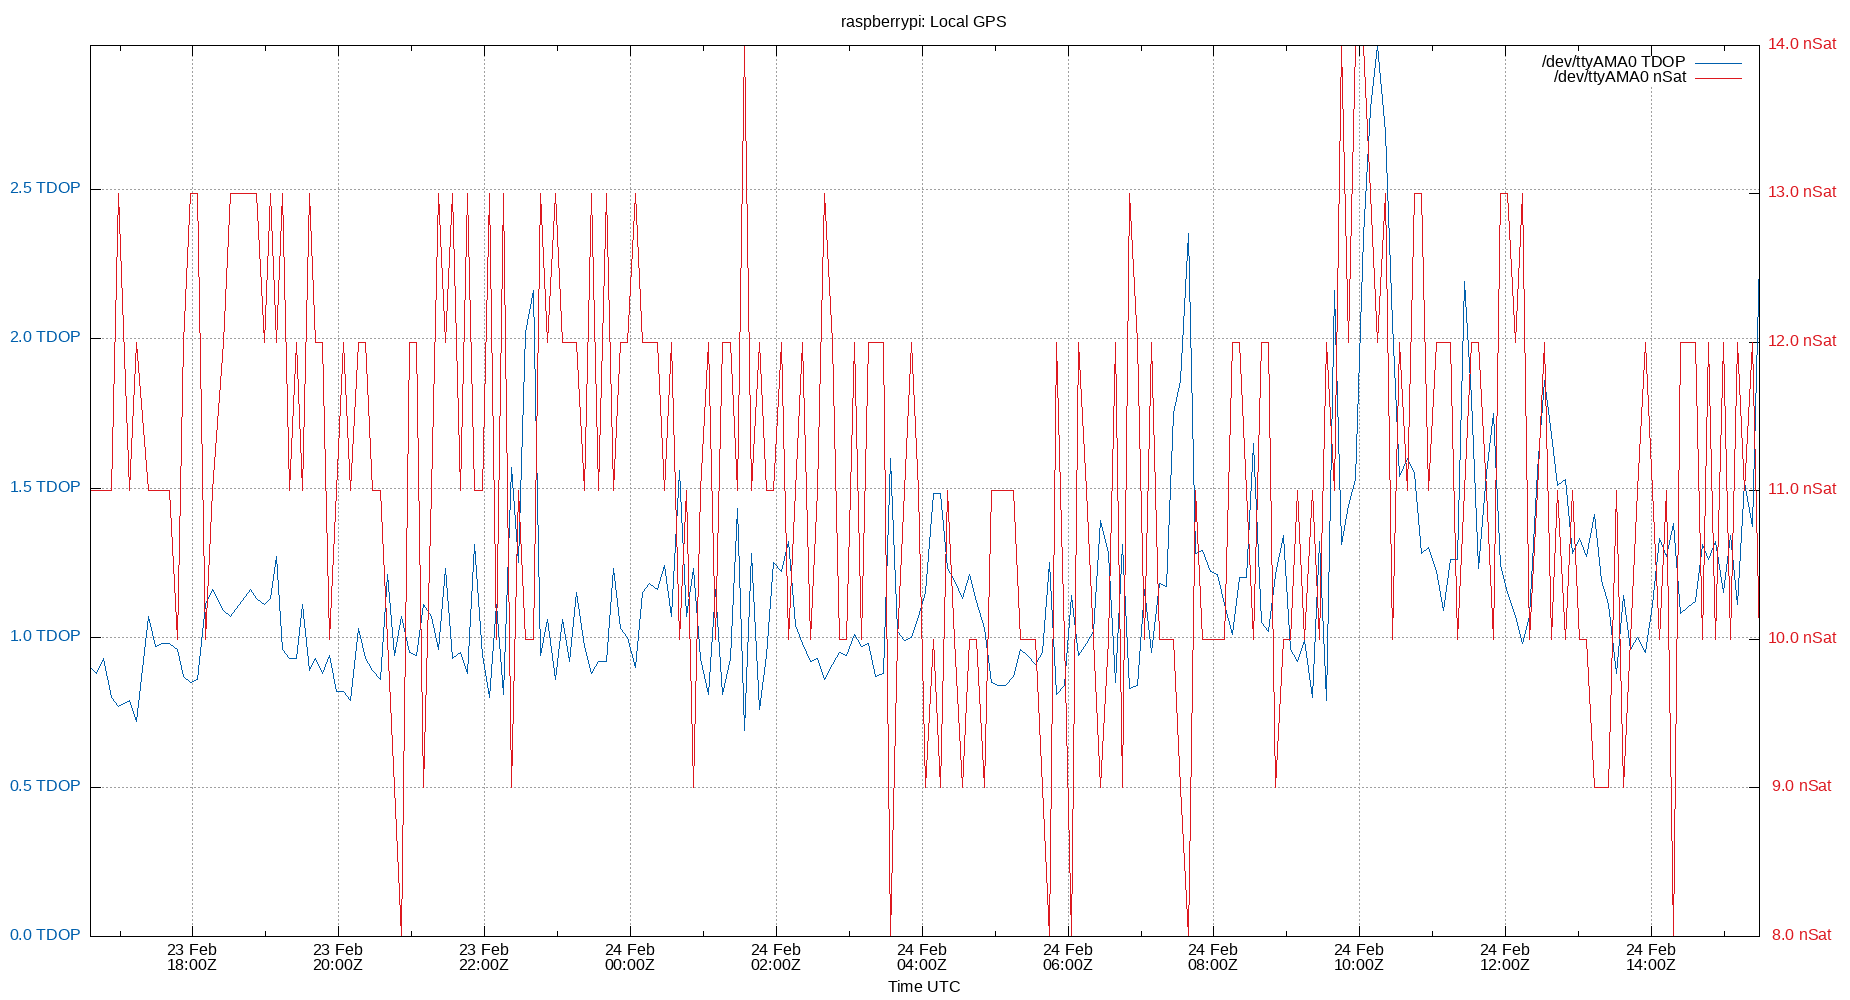 raspberrypi: Local GPS
14.0 nSat
/dev/ttyAMA0 TDOP
/dev/ttyAMA0 nSat
2.5 TDOP
13.0 nSat
2.0 TDOP
12.0 nSat
1.5 TDOP
11.0 nSat
1.0 TDOP
10.0 nSat
0.5 TDOP
9.0 nSat
0.0 TDOP
8.0 nSat
23 Feb 23 Feb 23 Feb 24 Feb 24 Feb 24 Feb 24 Feb 24 Feb 24 Feb 24 Feb 24 Feb
18:00Z 20:00Z 22:00Z 00:00Z 02:00Z 04:00Z 06:00Z 08:00Z 10:00Z 12:00Z 14:00Z
Time UTC